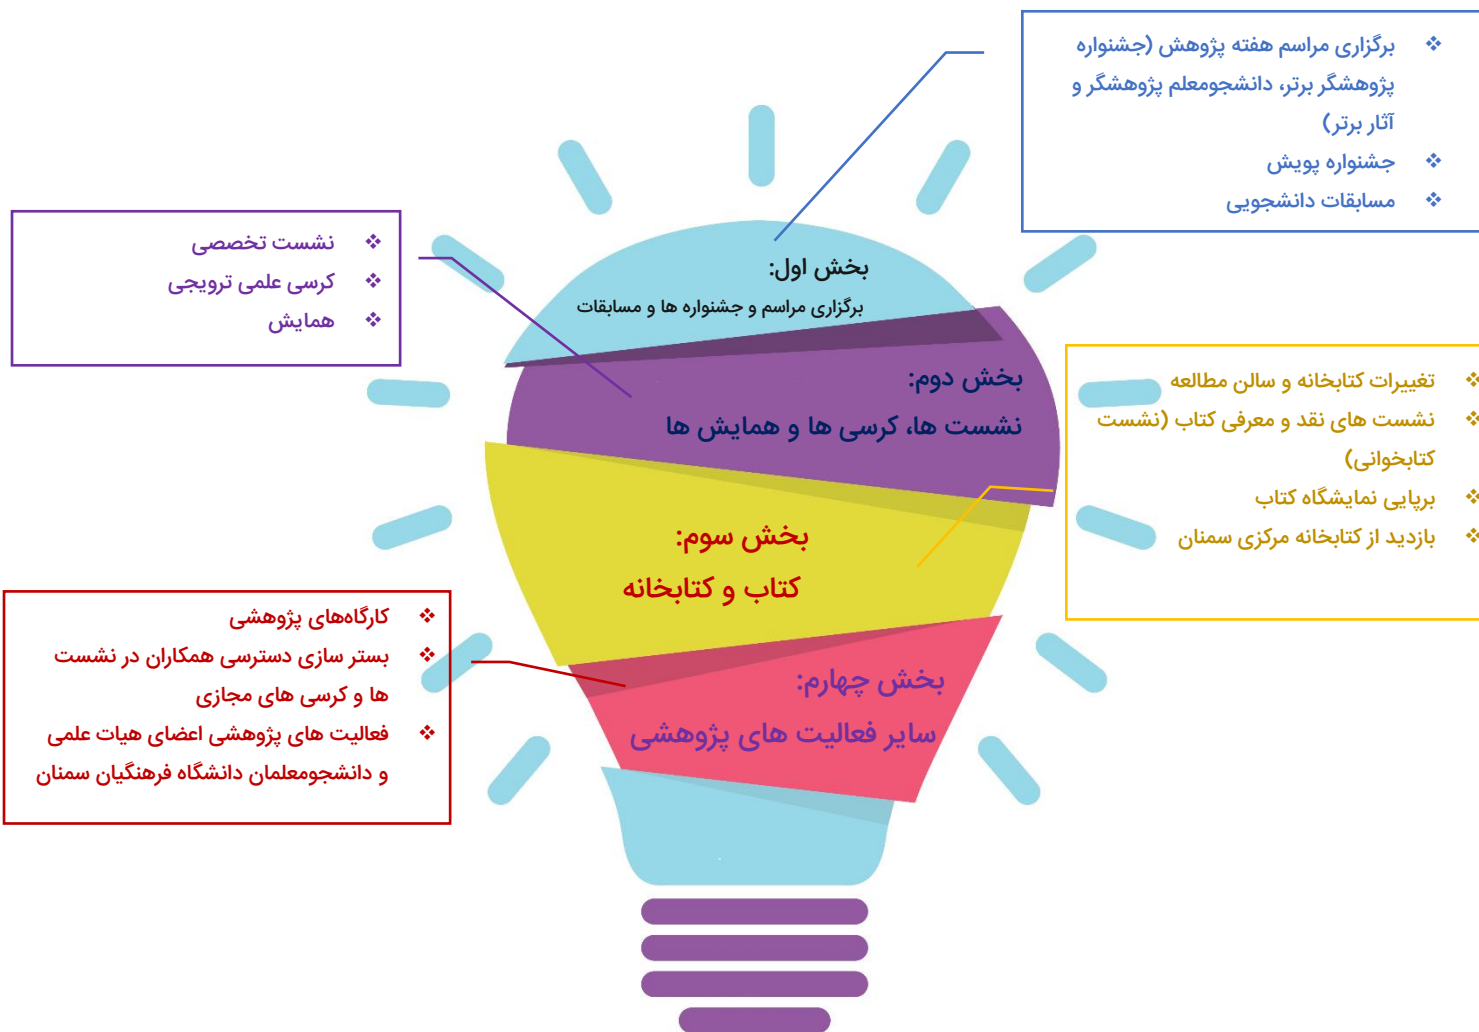 ❖ برگزاری مراسم هفته پژوهش (جشنواره
پژوهشگر برتر، دانشجومعلم پژوهشگر و
آثار برتر)
❖ جشنواره پویش
❖ مسابقات دانشجویی
❖ نشست تخصصی
❖ کرسی علمی ترویجی
❖ همایش
بخش اول:
برگزاری مراسم و جشنواره ها و مسابقات
بخش دوم:
نشست ها، کرسی ها و همایش ها
❖ تغییرات کتابخانه و سالن مطالعه
❖ نشست های نقد و معرفی کتاب (نشست
کتابخوانی)
❖ برپایی نمایشگاه کتاب
❖ بازدید از کتابخانه مرکزی سمنان
بخش سوم:
کتاب و کتابخانه
❖ کارگاه‌های پژوهشی
❖ بستر سازی دسترسی همکاران در نشست
ها و کرسی های مجازی
❖ فعالیت های پژوهشی اعضای هیات علمی
و دانشجومعلمان دانشگاه فرهنگیان سمنان
بخش چهارم:
سایر فعالیت های پژوهشی